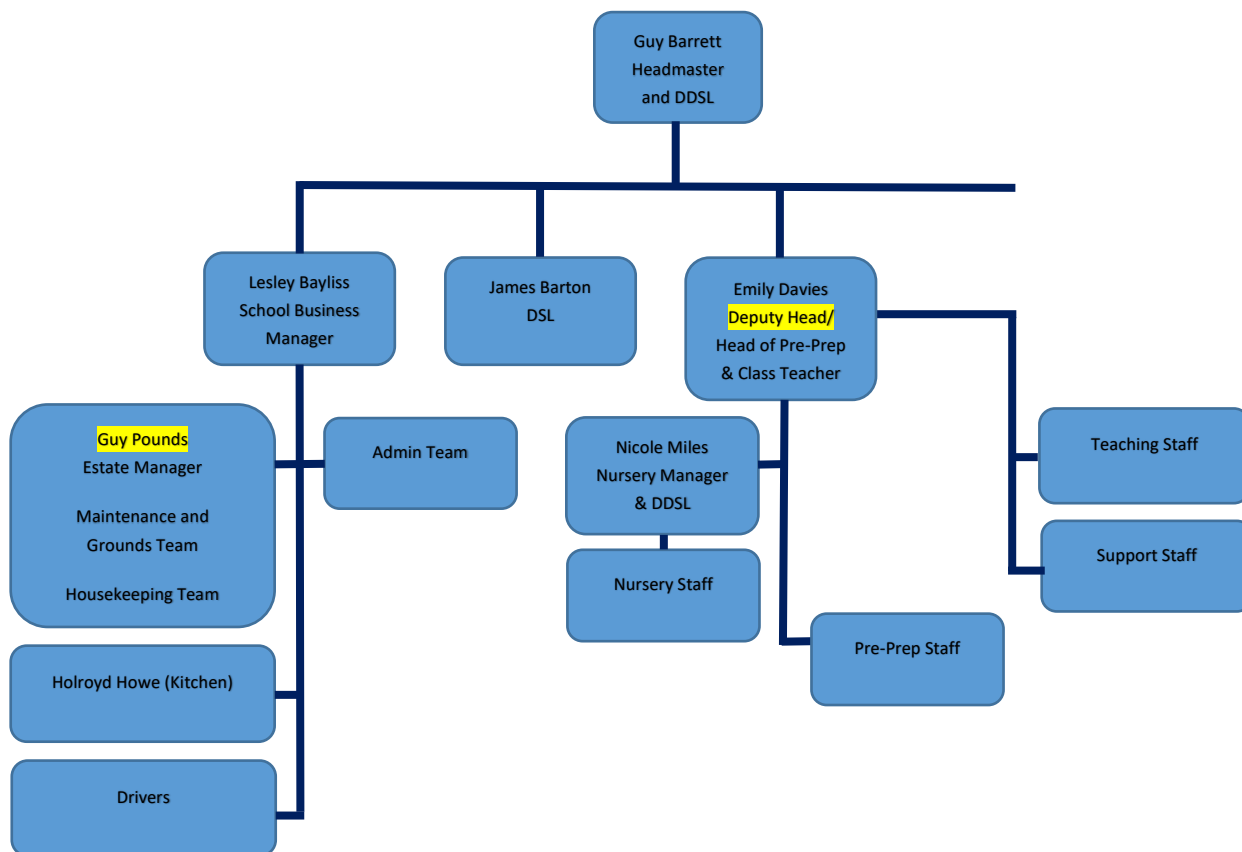 Guy Barrett
Headmaster
and DDSL
Lesley Bayliss
School Business
Manager
James Barton
DSL
Emily Davies
Deputy Head/
Head of Pre-Prep
& Class Teacher
Guy Pounds
Estate Manager
Maintenance and
Grounds Team
Housekeeping Team
Admin Team
Nicole Miles
Nursery Manager
& DDSL
Teaching Staff
Nursery Staff
Support Staff
Pre-Prep Staff
Holroyd Howe (Kitchen)
Drivers